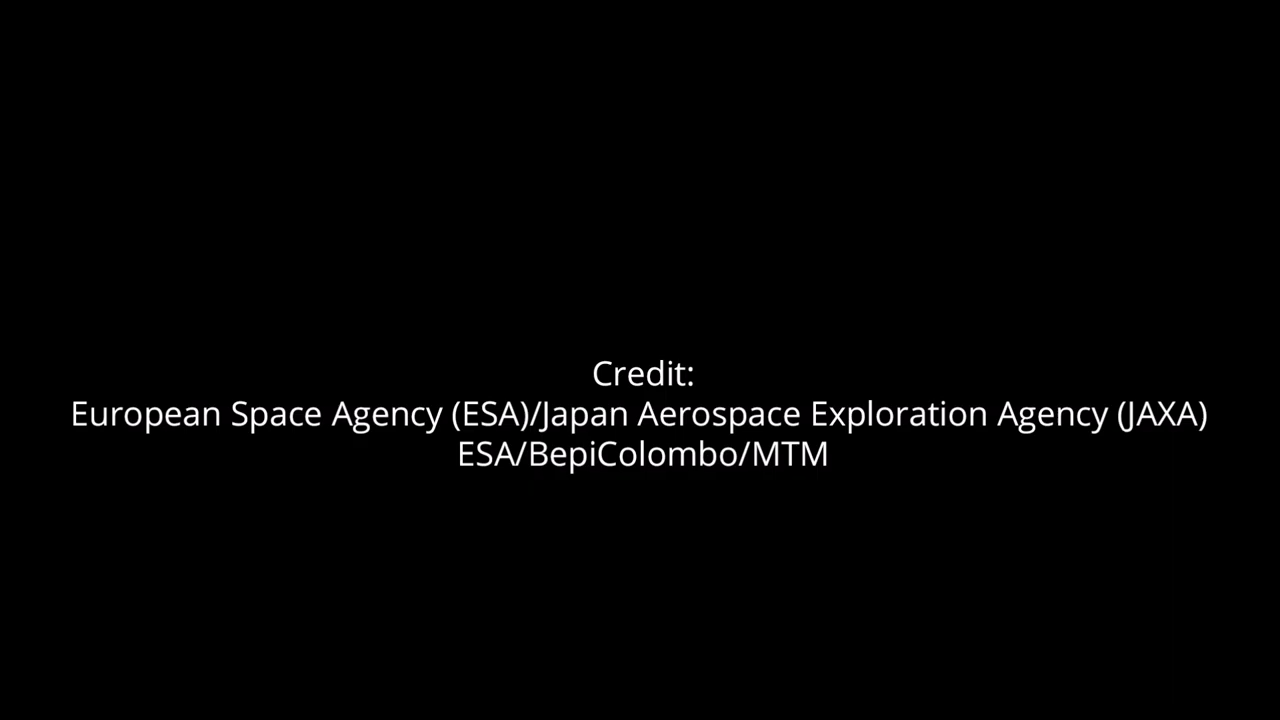 Credit:
European Space Agency (ESA)/Japan Aerospace Exploration Agency (JAXA)
ESA/BepiColombo/MTM